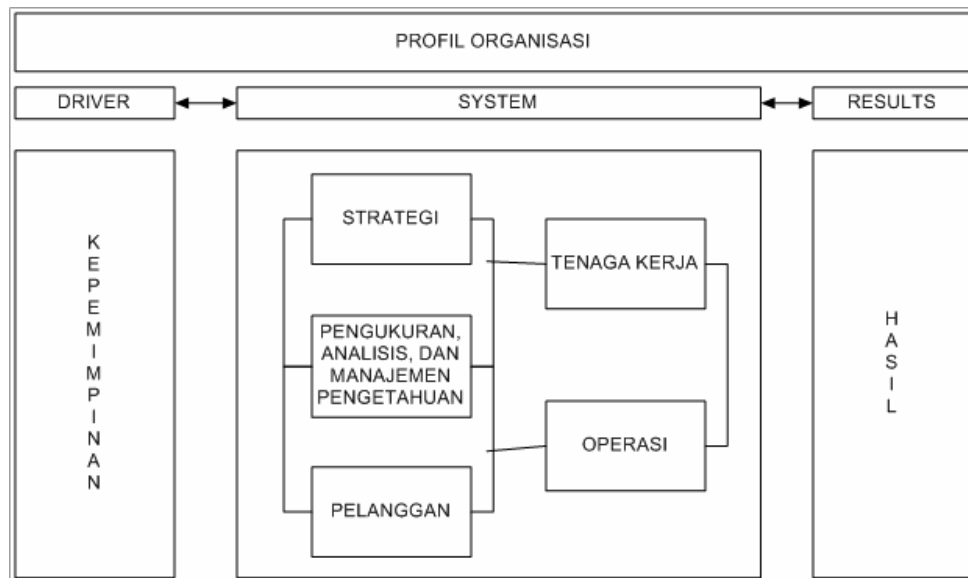 PROFIL ORGANISASI
DRIVER
SYSTEM
RESULTS
KEPEMIMPINAN
STRATEGI
TENAGA KERJA
PENGUKURAN,
ANALISIS, DAN
MANAJEMEN
PENGETAHUAN
OPERASI
PELANGGAN
HASIL